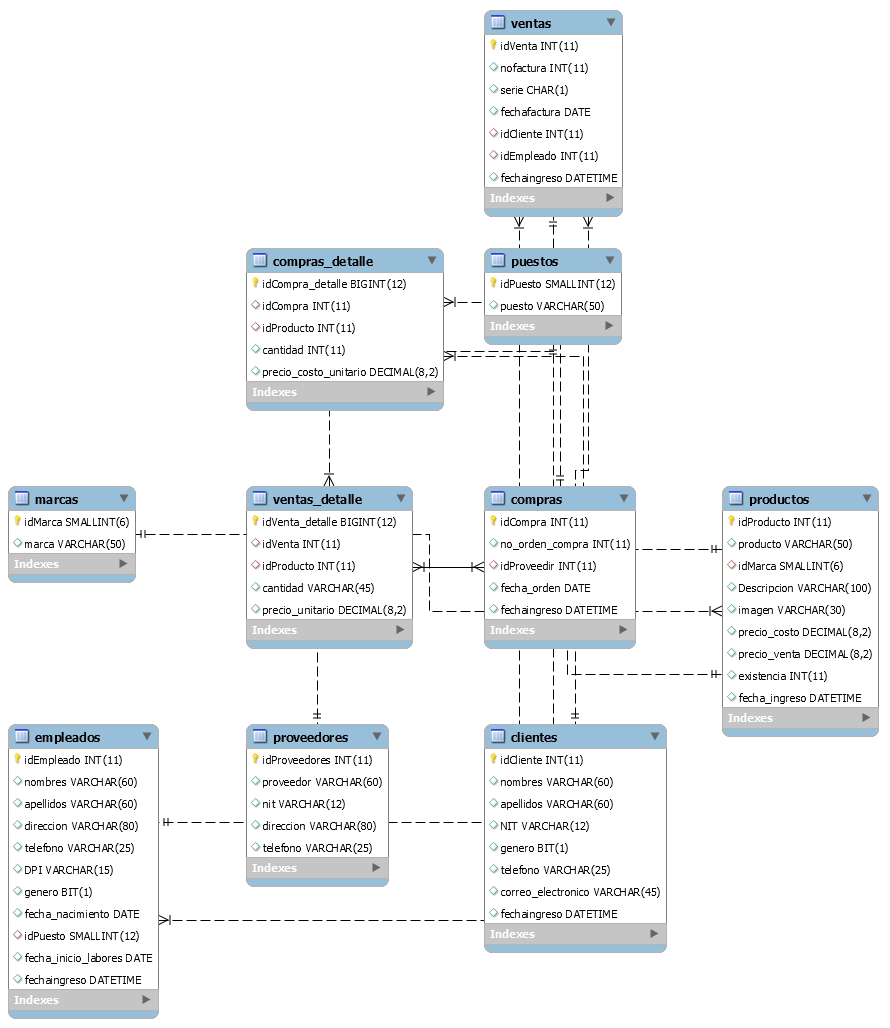 ventas
idVenta INT(11)
nofactura INT(11)
serie CHAR(1)
fechafactura DATE
idCliente INT(11)
idEmpleado INT(11)
fechaingreso DATETIME
Indexes
compras_detalle
idCompra_detalle BIGINT(12)
idCompra INT(11)
idProducto INT(11)
cantidad INT(11)
precio_costo_unitario DECIMAL(8,2)
Indexes
puestos
idPuesto SMALLINT(12)
puesto VARCHAR(50)
Indexes
marcas
idMarca SMALLINT(6)
marca VARCHAR(50)
Indexes
ventas_detalle
idVenta_detalle BIGINT(12)
idVenta INT(11)
idProducto INT(11)
cantidad VARCHAR(45)
precio_unitario DECIMAL(8,2)
Indexes
compras
idCompra INT(11)
no_orden_compra INT(11)
idProveedir INT(11)
fecha_orden DATE
fechaingreso DATETIME
Indexes
productos
idProducto INT(11)
producto VARCHAR(50)
idMarca SMALLINT(6)
Descripcion VARCHAR(100)
imagen VARCHAR(30)
precio_costo DECIMAL(8,2)
precio_venta DECIMAL(8,2)
existencia INT(11)
fecha_ingreso DATETIME
Indexes
empleados
idEmpleado INT(11)
nombres VARCHAR(60)
apellidos VARCHAR(60)
direccion VARCHAR(80)
telefono VARCHAR(25)
DPI VARCHAR(15)
genero BIT(1)
fecha_nacimiento DATE
idPuesto SMALLINT(12)
fecha_inicio_labores DATE
fechaingreso DATETIME
Indexes
proveedores
idProveedores INT(11)
proveedor VARCHAR(60)
nit VARCHAR(12)
direccion VARCHAR(80)
telefono VARCHAR(25)
Indexes
clientes
idCliente INT(11)
nombres VARCHAR(60)
apellidos VARCHAR(60)
NIT VARCHAR(12)
genero BIT(1)
telefono VARCHAR(25)
correo_electronico VARCHAR(45)
fechaingreso DATETIME
Indexes